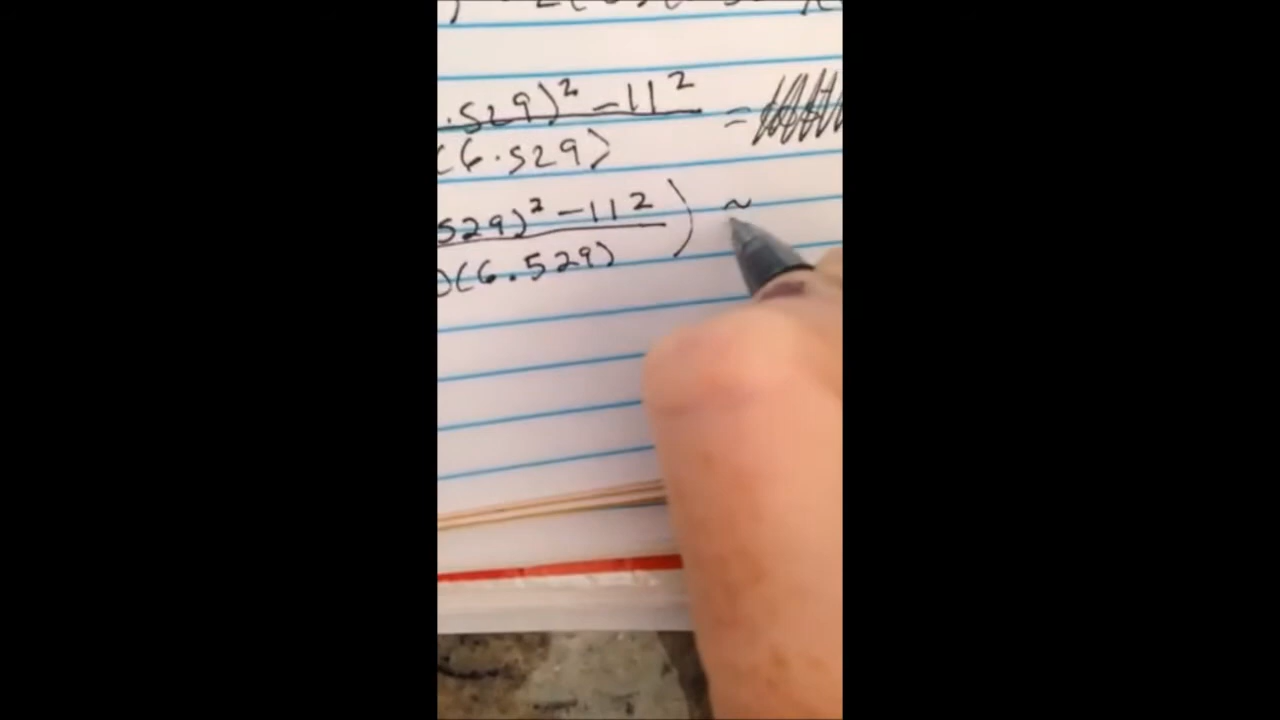 .529)² -11² =
(6.529)
529)² -11² ) ~
)(6.529)